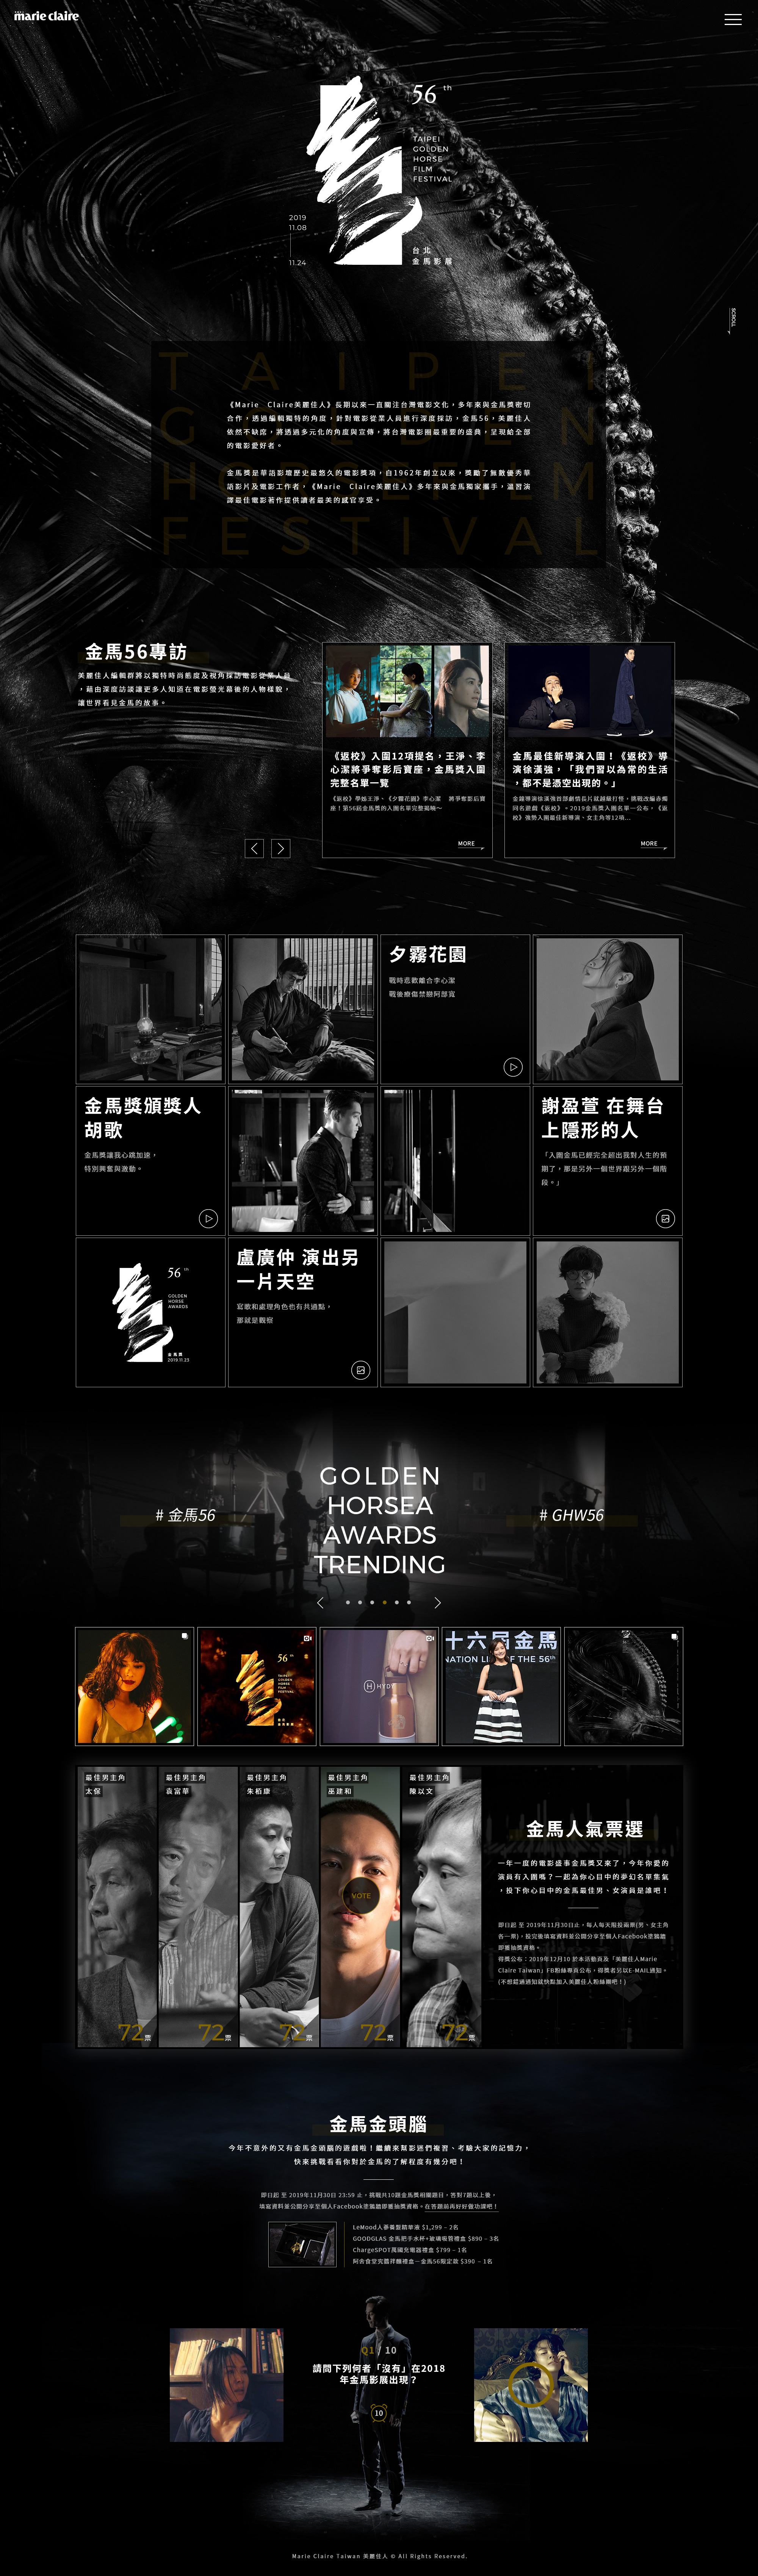 marie claire
56 th
TAIPEI
GOLDEN
HORSE
FILM
FESTIVAL
2019
11.08
11.24
台北
金馬影展
SCROLL
TAIPEI
GOLDEN
HORSEFILM
FESTIVAL
《Marie Claire美麗佳人》長期以來一直關注台灣電影文化，多年來與金馬獎密切
合作，透過編輯獨特的角度，針對電影從業人員進行深度採訪，金馬56，美麗佳人
依然不缺席，將透過多元化的角度與宣傳，將台灣電影圈最重要的盛典，呈現給全部
的電影愛好者。
金馬獎是華語影壇歷史最悠久的電影獎項，自1962年創立以來，獎勵了無數優秀華
語影片及電影工作者，《Marie Claire美麗佳人》多年來與金馬獨家攜手，溫習演
譯最佳電影著作提供讀者最美的感官享受。
金馬56專訪
美麗佳人編輯群將以獨特時尚態度及視角採訪電影從業人員
，藉由深度訪談讓更多人知道在電影螢光幕後的人物樣貌，
讓世界看見金馬的故事。
《返校》入圍12項提名，王淨、李
心潔將爭奪影后寶座，金馬獎入圍
完整名單一覽
《返校》學姊王淨、《夕霧花園》李心潔 將爭奪影后寶
座！第56屆金馬獎的入圍名單完整揭曉～
MORE
金馬最佳新導演入圍！《返校》導
演徐漢強，「我們習以為常的生活
，都不是憑空出現的。」
金鐘導演徐漢強首部劇情長片就越級打怪，挑戰改編赤燭
同名遊戲《返校》。2019金馬獎入圍名單一公布，《返
校》強勢入圍最佳新導演、女主角等12項...
MORE
夕霧花園
戰時悲歡離合李心潔
戰後療傷禁戀阿部寬
金馬獎頒獎人
胡歌
金馬獎讓我心跳加速，
特別興奮與激動。
謝盈萱 在舞台
上隱形的人
「入圍金馬已經完全超出我對人生的預
期了，那是另外一個世界跟另外一個階
段。」
56 th
GOLDEN
HORSE
AWARDS
金馬獎
2019.11.23
盧廣仲 演出另
一片天空
寫歌和處理角色也有共通點，
那就是觀察
GOLDEN
HORSEA
AWARDS
TRENDING
# 金馬56
# GHW56
56 th
TAIPEI
GOLDEN
HORSE
FILM
FESTIVAL
HYDY
十六屆金馬
NATION LI OF THE 56th
最佳男主角
太保
最佳男主角
袁富華
最佳男主角
朱栢康
最佳男主角
巫建和
最佳男主角
陳以文
VOTE
72票
72票
72票
72票
72票
金馬人氣票選
一年一度的電影盛事金馬獎又來了，今年你愛的
演員有入圍嗎？一起為你心目中的夢幻名單集氣
，投下你心目中的金馬最佳男、女演員是誰吧！
即日起 至 2019年11月30日止，每人每天限投兩票(男、女主角
各一票)，投完後填寫資料並公開分享至個人Facebook塗鴉牆
即獲抽獎資格。
得獎公布：2019年12月10 於本活動頁及「美麗佳人Marie
Claire Taiwan」FB粉絲專頁公布，得獎者另以E-MAIL通知。
(不想錯過通知就快點加入美麗佳人粉絲團吧！)
金馬金頭腦
今年不意外的又有金馬金頭腦的遊戲啦！繼續來幫影迷們複習、考驗大家的記憶力，
快來挑戰看看你對於金馬的了解程度有幾分吧！
即日起 至 2019年11月30日 23:59 止，挑戰共10題金馬獎相關題目，答對7題以上後，
填寫資料並公開分享至個人Facebook塗鴉牆即獲抽獎資格。在答題前再好好做功課吧！
LeMood人蔘養髮精華液 $1,299 – 2名
GOODGLAS 金馬把手水杯+玻璃吸管禮盒 $890 – 3名
ChargeSPOT萬國充電器禮盒 $799 – 1名
阿舍食堂究醬拌麵禮盒－金馬56限定款 $390 – 1名
Q1 / 10
請問下列何者「沒有」在2018
年金馬影展出現？
10
Marie Claire Taiwan 美麗佳人 © All Rights Reserved.